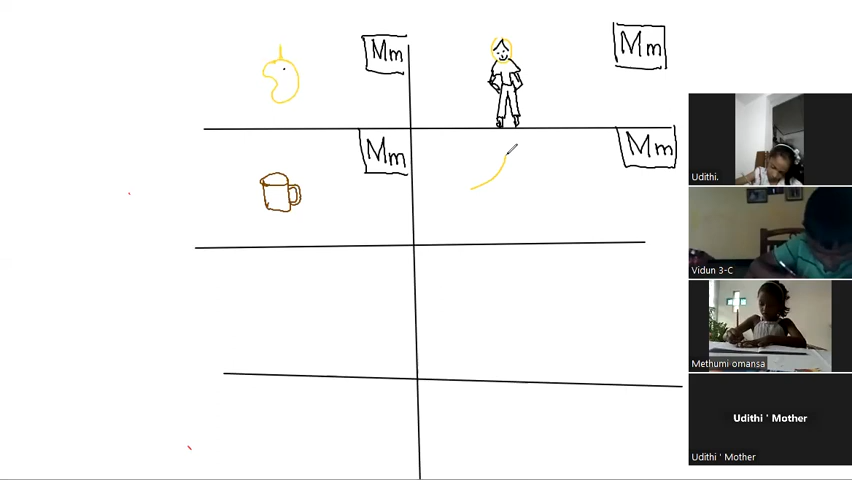 Mm
Mm
Mm
Mm
Udithi.
Vidun 3-C
Methumi omansa
Udithi ' Mother
Udithi ' Mother